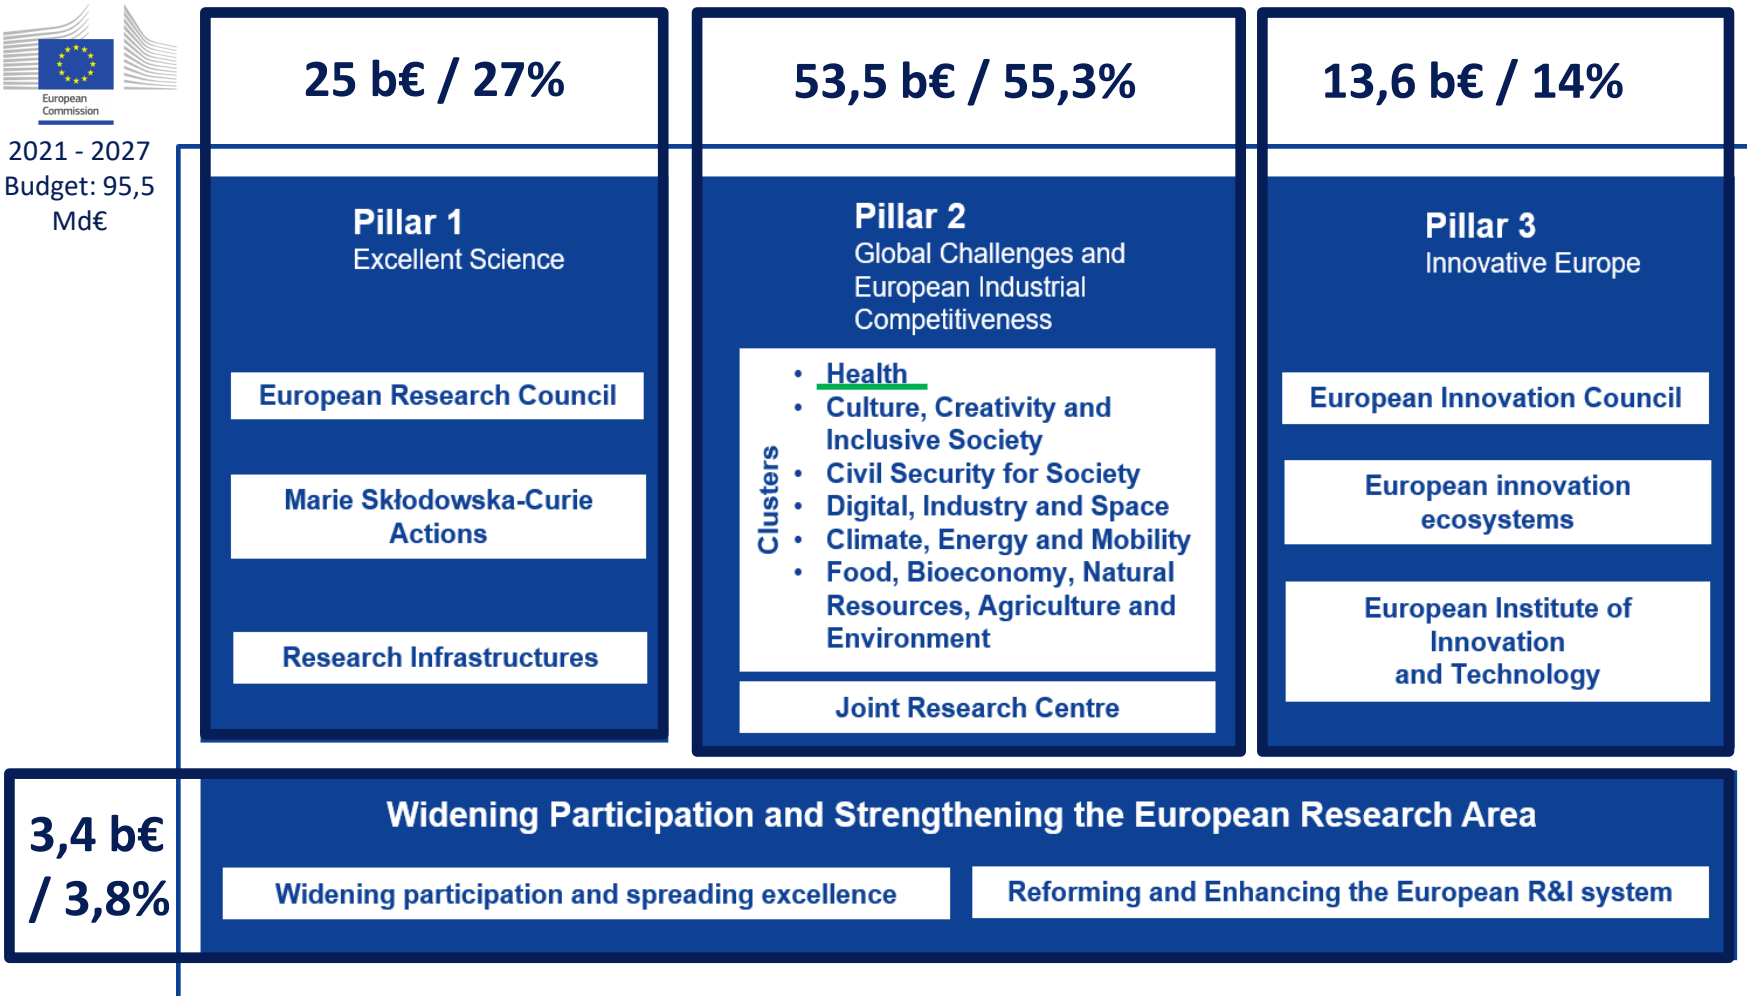 European
Commission
2021 - 2027
Budget: 95,5
Md€
25 b€ / 27%
53,5 b€ / 55,3%
13,6 b€ / 14%
Pillar 1
Excellent Science
European Research Council
Marie Skłodowska-Curie
Actions
Research Infrastructures
Pillar 2
Global Challenges and
European Industrial
Competitiveness
Clusters
• Health
• Culture, Creativity and
Inclusive Society
• Civil Security for Society
• Digital, Industry and Space
• Climate, Energy and Mobility
• Food, Bioeconomy, Natural
Resources, Agriculture and
Environment
Joint Research Centre
Pillar 3
Innovative Europe
European Innovation Council
European innovation
ecosystems
European Institute of
Innovation
and Technology
3,4 b€
/ 3,8%
Widening Participation and Strengthening the European Research Area
Widening participation and spreading excellence
Reforming and Enhancing the European R&I system